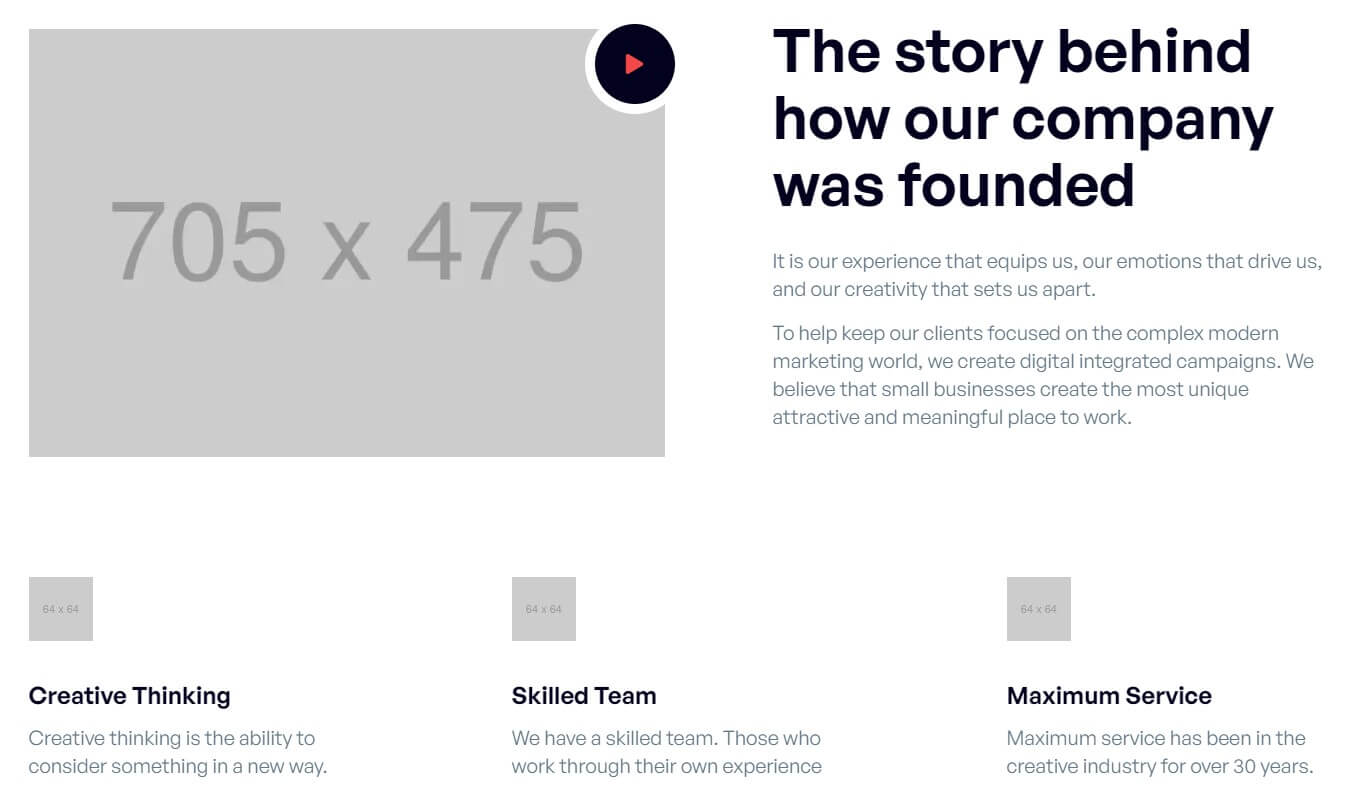 705 x 475
The story behind
how our company
was founded
It is our experience that equips us, our emotions that drive us,
and our creativity that sets us apart.
To help keep our clients focused on the complex modern
marketing world, we create digital integrated campaigns. We
believe that small businesses create the most unique
attractive and meaningful place to work.
64 x 64
Creative Thinking
Creative thinking is the ability to
consider something in a new way.
64 x 64
Skilled Team
We have a skilled team. Those who
work through their own experience
64 x 64
Maximum Service
Maximum service has been in the
creative industry for over 30 years.